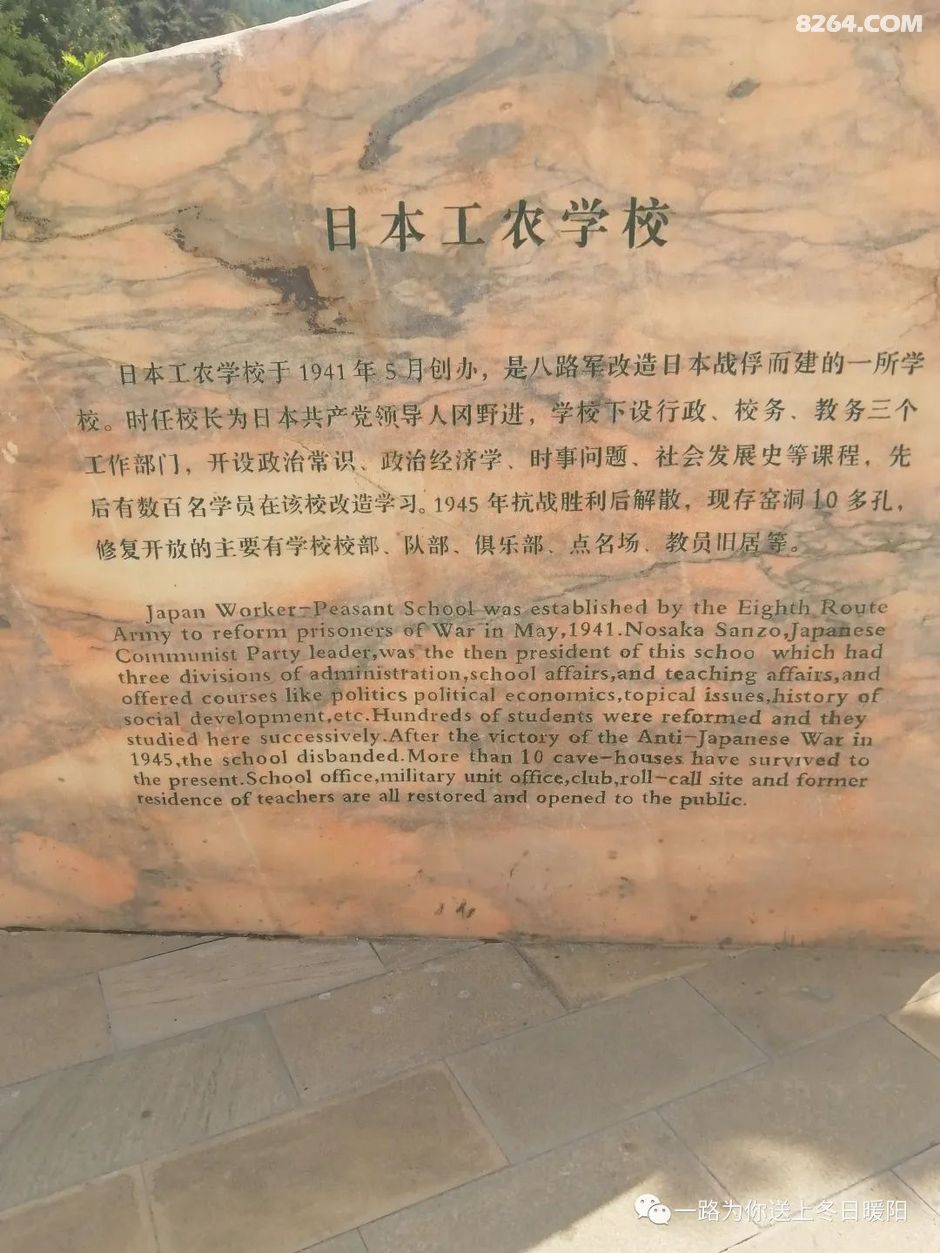 8264.COM
日本工农学校
日本工农学校于1941年5月创办，是八路军改造日本战俘而建的一所学
校。时任校长为日本共产党领导人冈野进，学校下设行政、校务、教务三个
工作部门，开设政治常识、政治经济学、时事问题、社会发展史等课程，先
后有数百名学员在该校改造学习。1945年抗战胜利后解散，现存窑洞10多孔，
修复开放的主要有学校校部、队部、俱乐部、点名场、教员旧居等。
Japan Worker-Peasant School was established by the Eighth Route
Army to reform prisoners of War in May,1941.Nosaka Sanzo,Japanese
Communist Party leader,was the then president of this schoo which had
three divisions of administration,school affairs,and teaching affairs,and
offered courses like politics political economics,topical issues,history of
social development,etc.Hundreds of students were reformed and they
studied here successively.After the victory of the Anti-Japanese War in
1945,the school disbanded.More than 10 cave-houses have survived to
the present.School office,military unit office,club,roll-call site and former
residence of teachers are all restored and opened to the public.
一路为你送上冬日暖阳